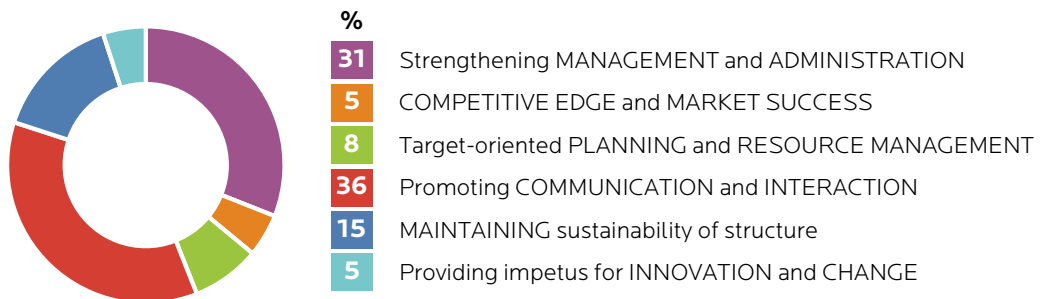 %
31 Strengthening MANAGEMENT and ADMINISTRATION
5 COMPETITIVE EDGE and MARKET SUCCESS
8 Target-oriented PLANNING and RESOURCE MANAGEMENT
36 Promoting COMMUNICATION and INTERACTION
15 MAINTAINING sustainability of structure
5 Providing impetus for INNOVATION and CHANGE